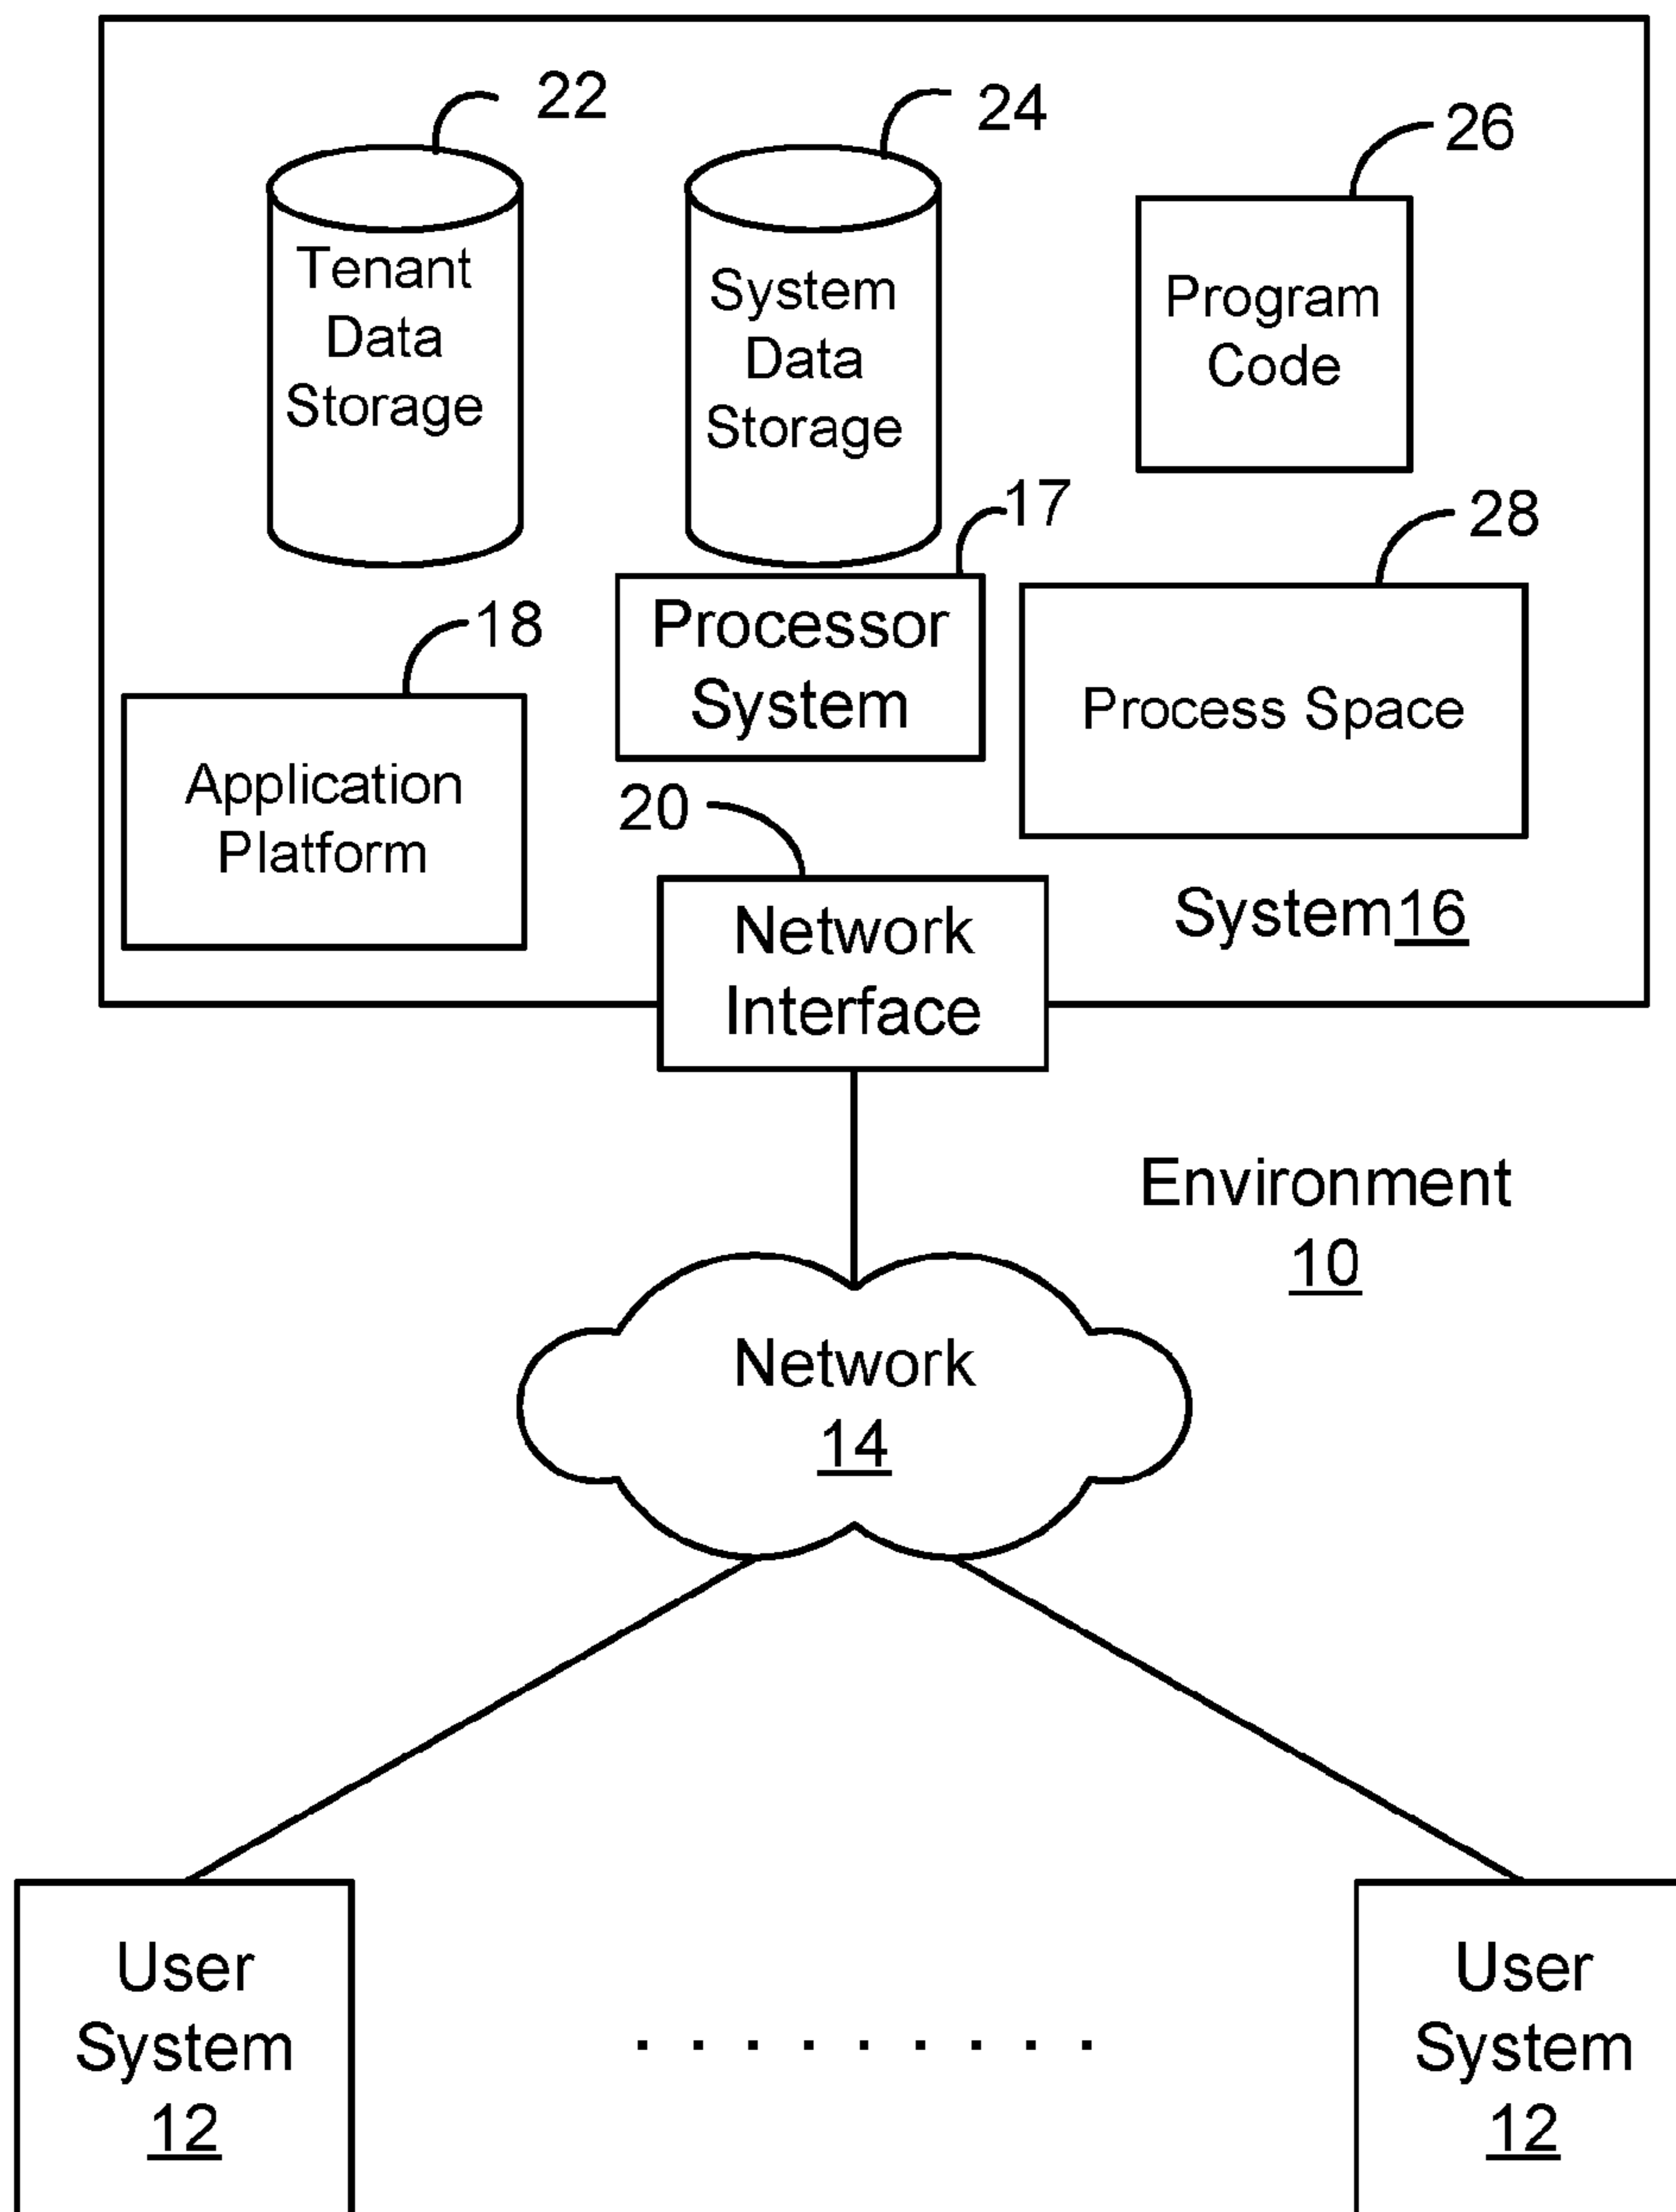 22
24
26
Tenant
Data
Storage
System
Data
Storage
Program
Code
17
28
18
Processor
System
Process Space
Application
Platform
20
Network
Interface
System16
Environment
10
Network
14
User
System
12
. . . . . . . . .
User
System
12